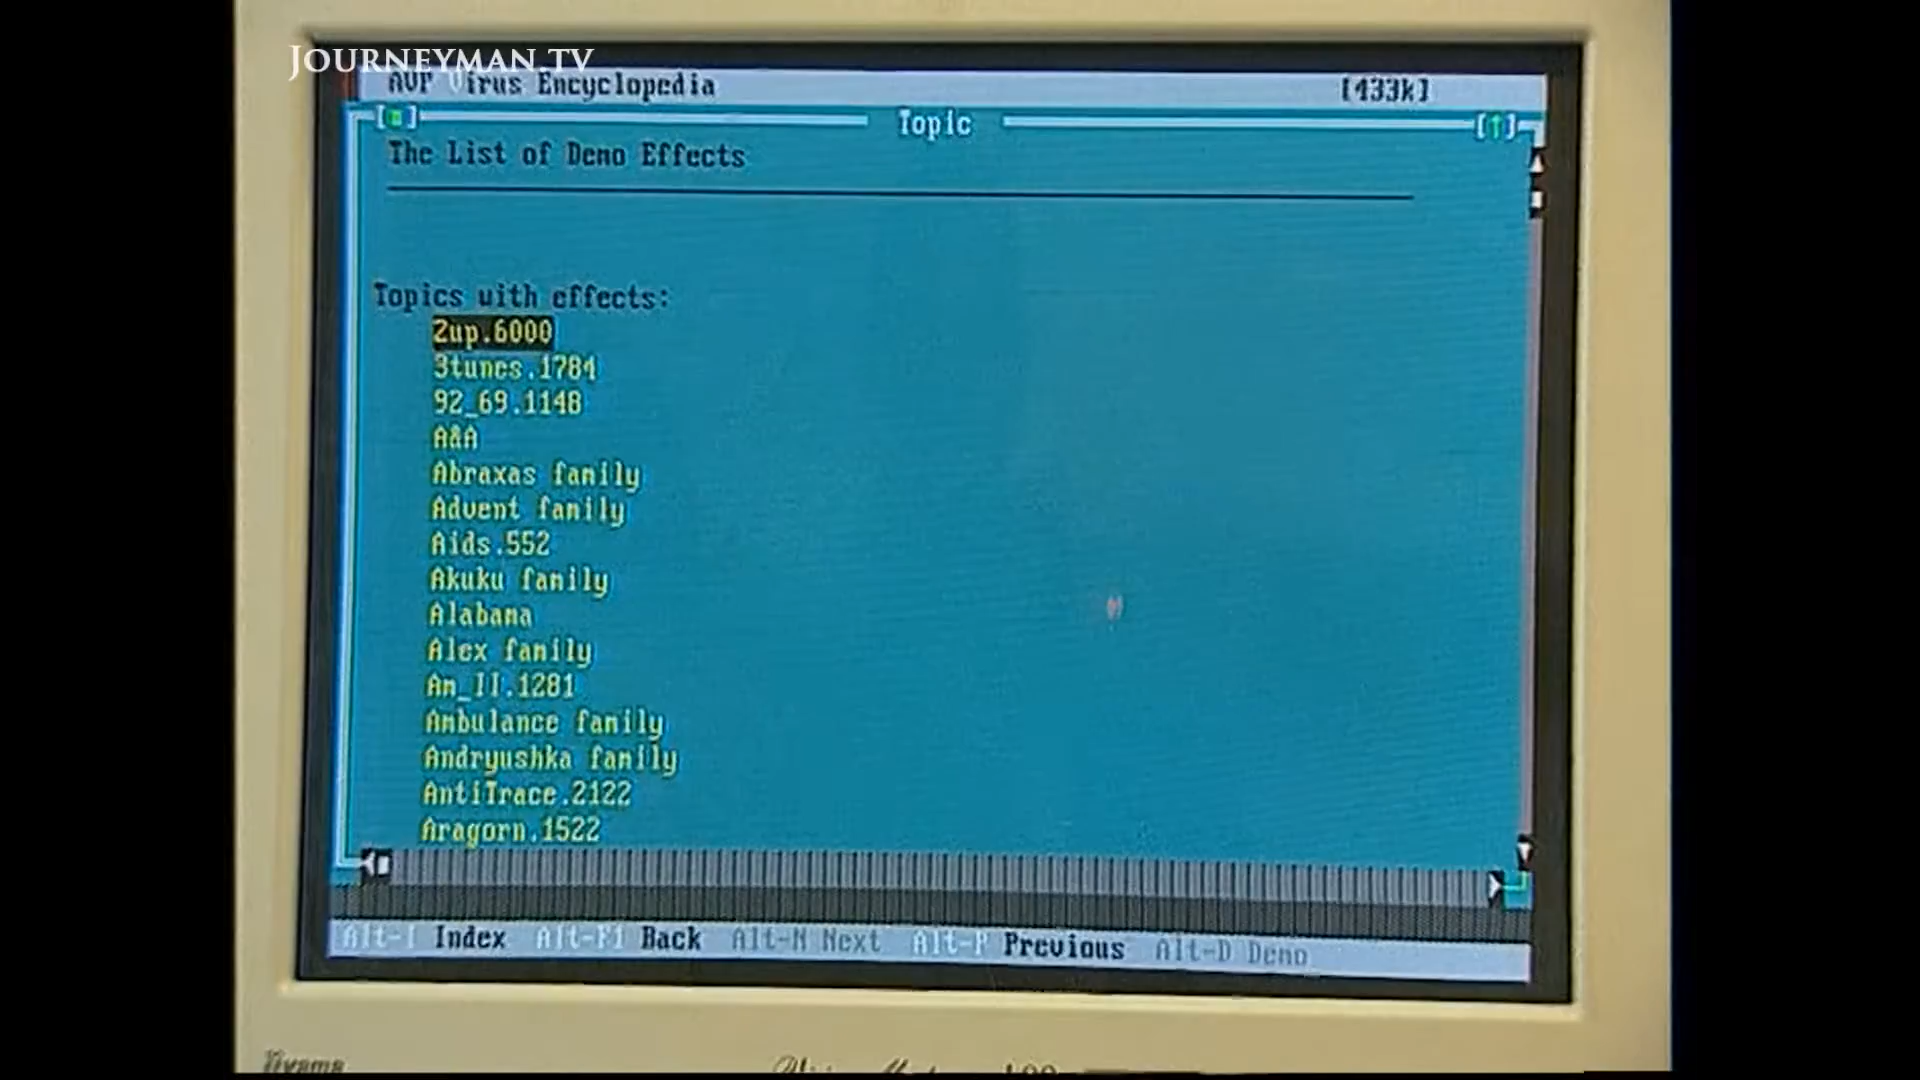 JOURNEYMAN.TV
AVP Virus Encyclopedia [433k]
Topic
The List of Demo Effects
Topics with effects:
2up.6000
3tunes.1784
92_69.1148
A&A
Abraxas family
Advent family
Aids.552
Akuku family
Alabama
Alex family
Am_II.1281
Ambulance family
Andryushka family
AntiTrace.2122
Aragorn.1522
Alt-I Index Alt-F1 Back Alt-N Next Alt-P Previous Alt-D Demo
iiyama